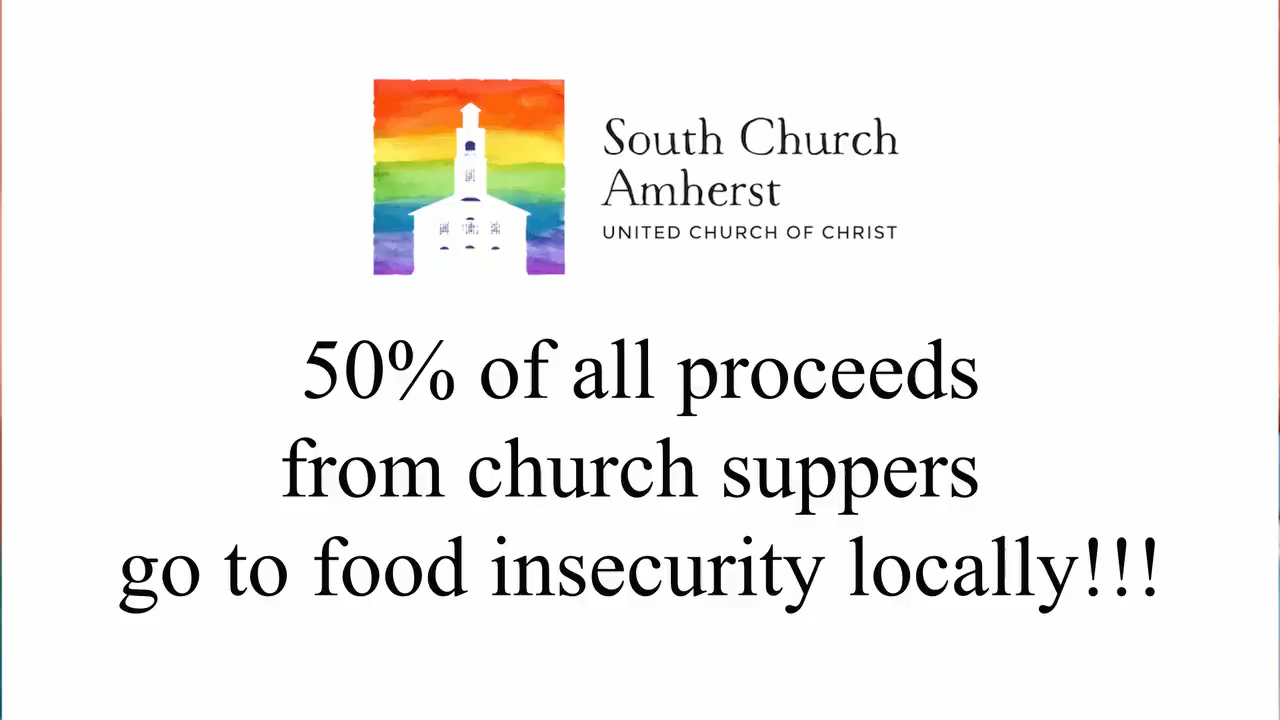 South Church
Amherst
UNITED CHURCH OF CHRIST
50% of all proceeds
from church suppers
go to food insecurity locally!!!